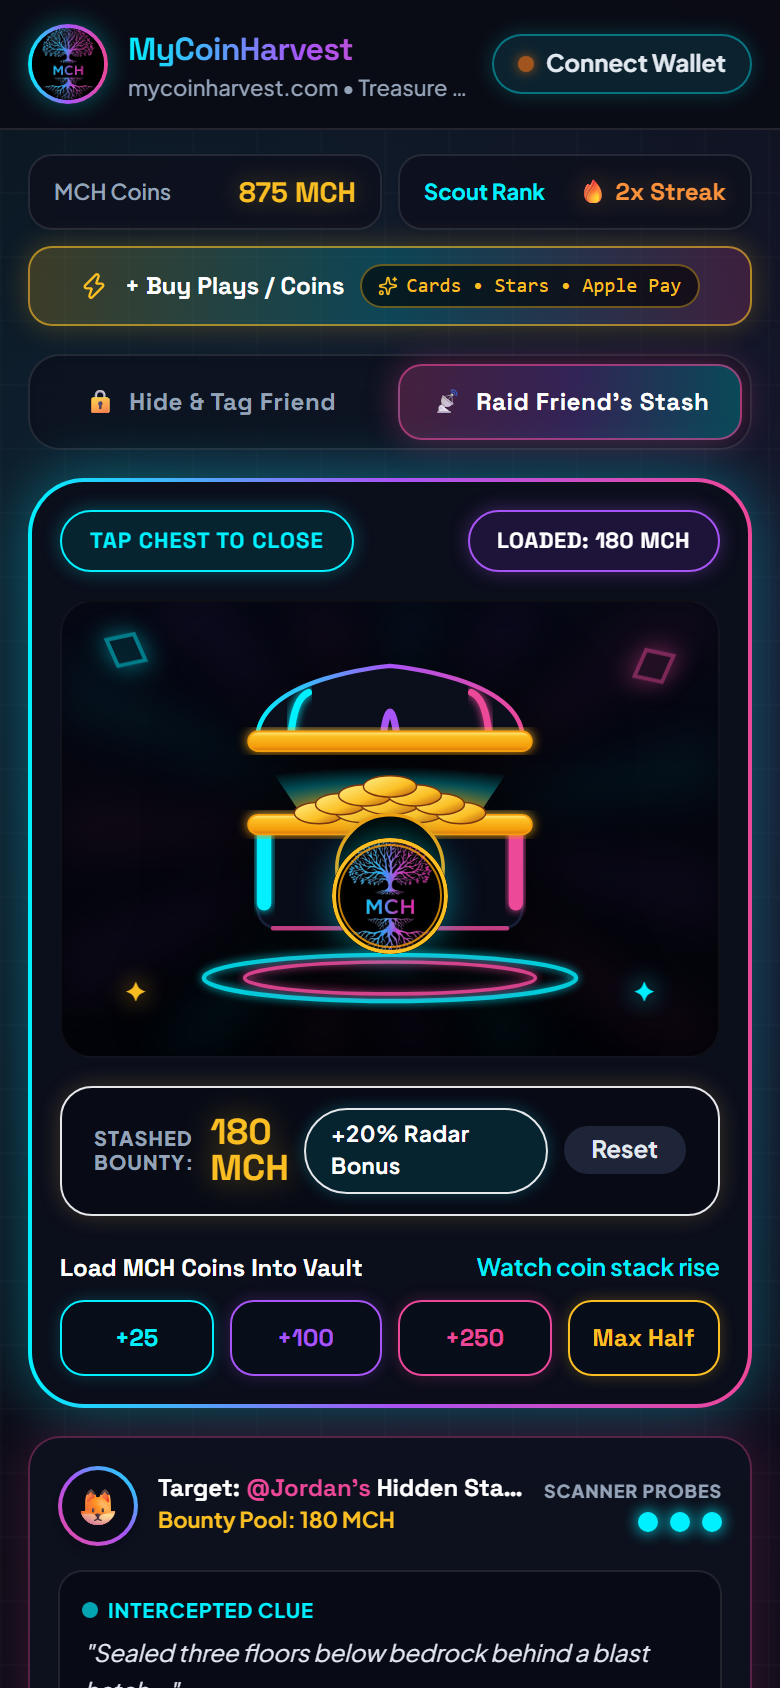 MCH
MyCoinHarvest
mycoinharvest.com • Treasure ...
Connect Wallet
MCH Coins
875 MCH
Scout Rank
2x Streak
+ Buy Plays / Coins
Cards • Stars • Apple Pay
Hide & Tag Friend
Raid Friend's Stash
TAP CHEST TO CLOSE
LOADED: 180 MCH
MCH
STASHED
BOUNTY:
180
MCH
+20% Radar
Bonus
Reset
Load MCH Coins Into Vault
Watch coin stack rise
+25
+100
+250
Max Half
Target: @Jordan's Hidden Sta...
Bounty Pool: 180 MCH
SCANNER PROBES
INTERCEPTED CLUE
"Sealed three floors below bedrock behind a blast
hatch..."